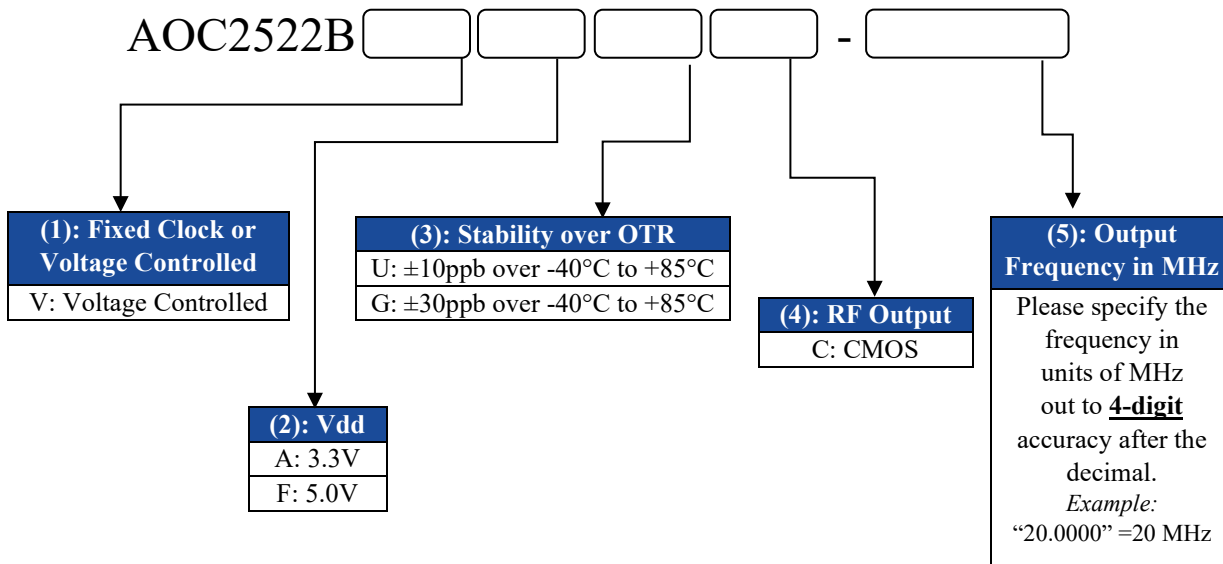 AOC2522B -
(1): Fixed Clock or
Voltage Controlled
V: Voltage Controlled
(2): Vdd
A: 3.3V
F: 5.0V
(3): Stability over OTR
U: ±10ppb over -40°C to +85°C
G: ±30ppb over -40°C to +85°C
(4): RF Output
C: CMOS
(5): Output
Frequency in MHz
Please specify the
frequency in
units of MHz
out to 4-digit
accuracy after the
decimal.
Example:
“20.0000” =20 MHz